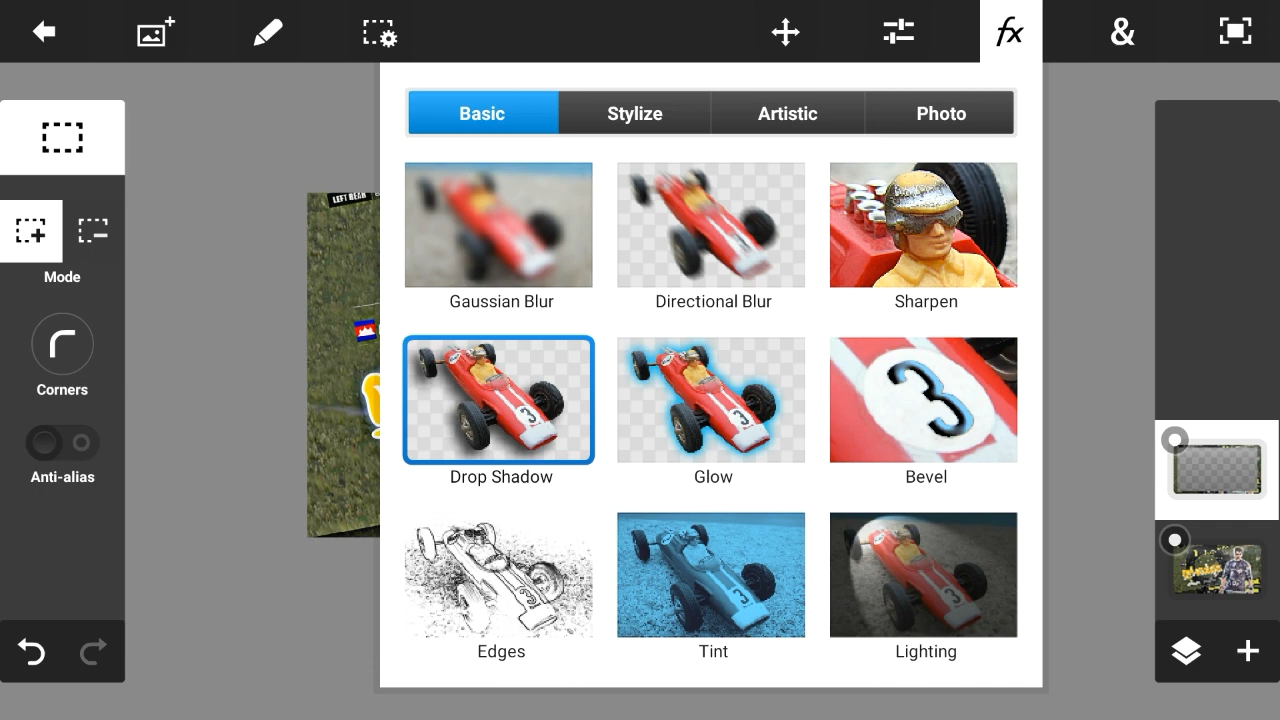 fx
&
Basic
Stylize
Artistic
Photo
Mode
Corners
Anti-alias
LEFT REAR
Gaussian Blur
Directional Blur
Sharpen
Drop Shadow
Glow
Bevel
3
Edges
Tint
Lighting